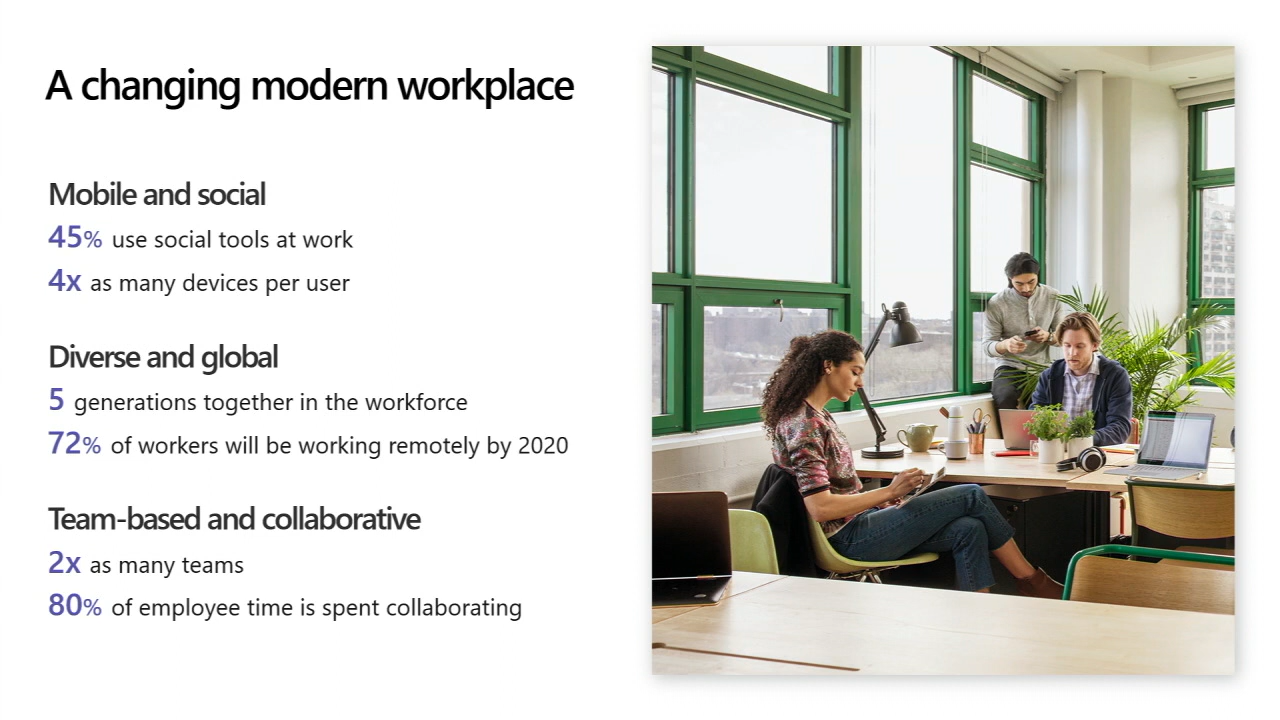 A changing modern workplace
Mobile and social
45% use social tools at work
4x as many devices per user
Diverse and global
5 generations together in the workforce
72% of workers will be working remotely by 2020
Team-based and collaborative
2x as many teams
80% of employee time is spent collaborating